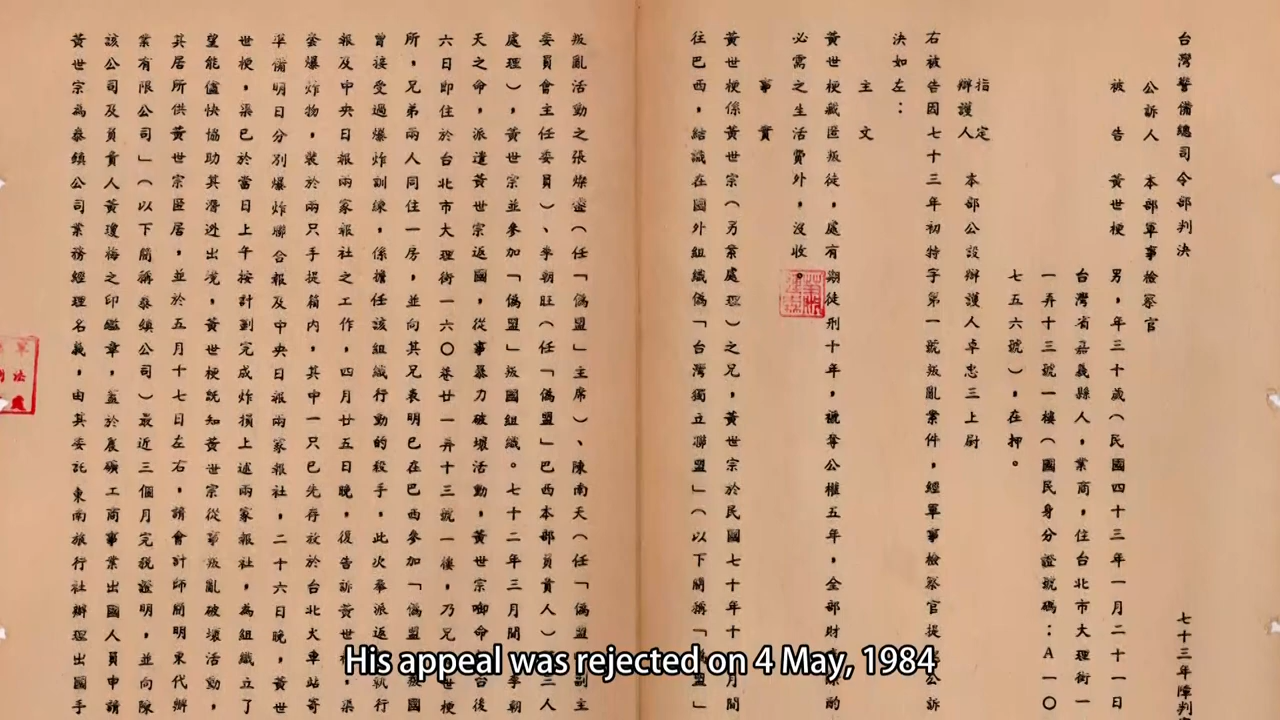 台灣警備總司令部判決
七十三年障判
公訴人　本部軍事檢察官
被　告　黃世梗　男，年三十歲（民國四十三年一月二十一日
台灣省嘉義縣人，業商，住台北市大理街一
一弄十三號一樓（國民身分證號碼：A一〇
七五六號），在押。
指定
辯護人　本部公設辯護人卓忠三上尉
右被告因七十三年初特字第一號叛亂案件，經軍事檢察官提起公訴
決如左：
主　文
黃世梗藏匿叛徒，處有期徒刑十年，褫奪公權五年，全部財產除酌
必需之生活費外，沒收。
事　實
黃世梗係黃世宗（另案處理）之兄，黃世宗於民國七十年十月間
往巴西，結識在國外組織偽「台灣獨立聯盟」（以下簡稱「偽盟」
叛亂活動之張燦鍙（任「偽盟」主席）、陳南天（任「偽盟」副主
委員會主任委員）、李朝旺（任「偽盟」巴西本部負責人）等三人
處理），黃世宗並參加「偽盟」叛國組織。七十二年三月間，李朝
天之命，派遣黃世宗返國，從事暴力破壞活動，黃世宗啣命返台後
六日即住於台北市大理街一六〇巷廿一弄十三號一樓，乃兄黃世梗
所，兄弟兩人同住一房，並向其兄表明已在巴西參加「偽盟」叛國
曾接受過爆炸訓練，係擔任該組織行動的殺手，此次奉派返國執行
報及中央日報兩家報社之工作，四月廿五日晚，復告訴黃世梗，渠
妥爆炸物，裝於兩只手提箱內，其中一只已先存放於台北火車站寄
準備明日分別爆炸聯合報及中央日報兩家報社，二十六日晚，黃世
世梗，渠已於當日上午按計劃完成炸損上述兩家報社，為組織立了
望能儘快協助其潛逃出境，黃世梗既知黃世宗從事叛亂破壞活動，
其居所供黃世宗匿居，並於五月十七日左右，請會計師簡明東代辦
業有限公司」（以下簡稱泰縝公司）最近三個月完稅證明，並向陳
該公司及負責人黃瓊梅之印鑑章，蓋於農礦工商事業出國人員申請
黃世宗為泰縝公司業務經理名義，由其委託東南旅行社辦理出國手
His appeal was rejected on 4 May, 1984